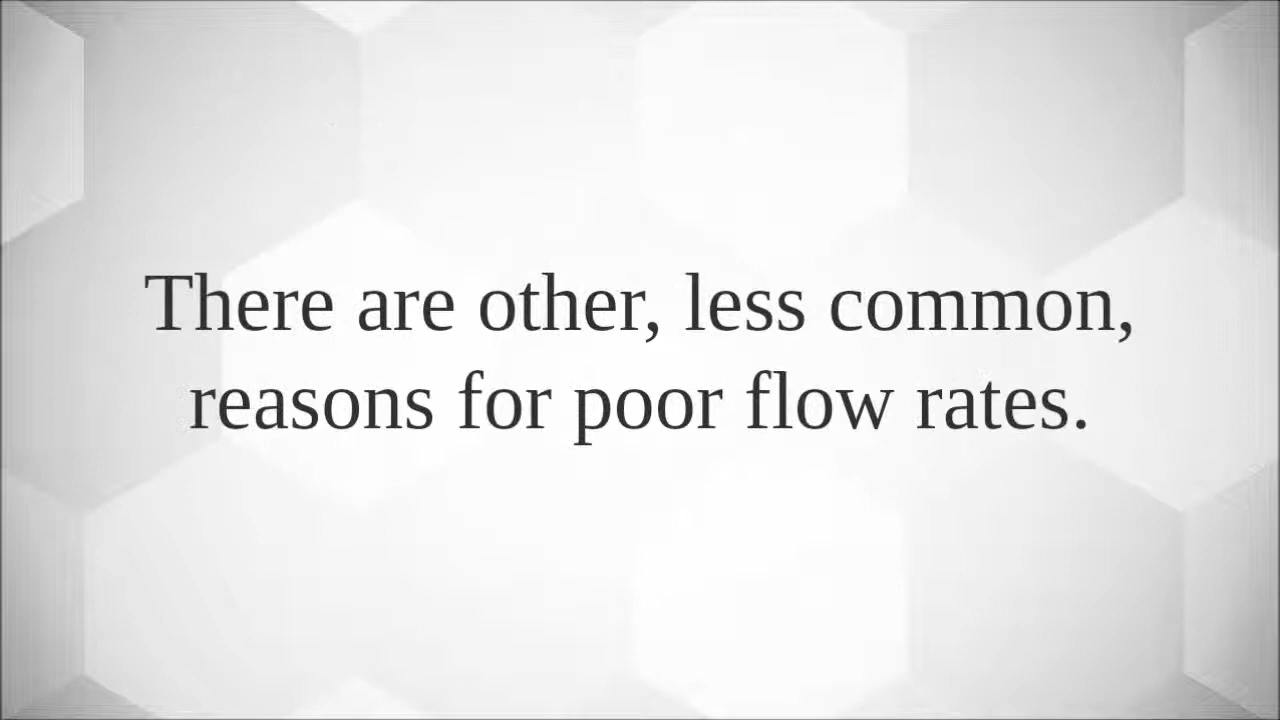 There are other, less common,
reasons for poor flow rates.